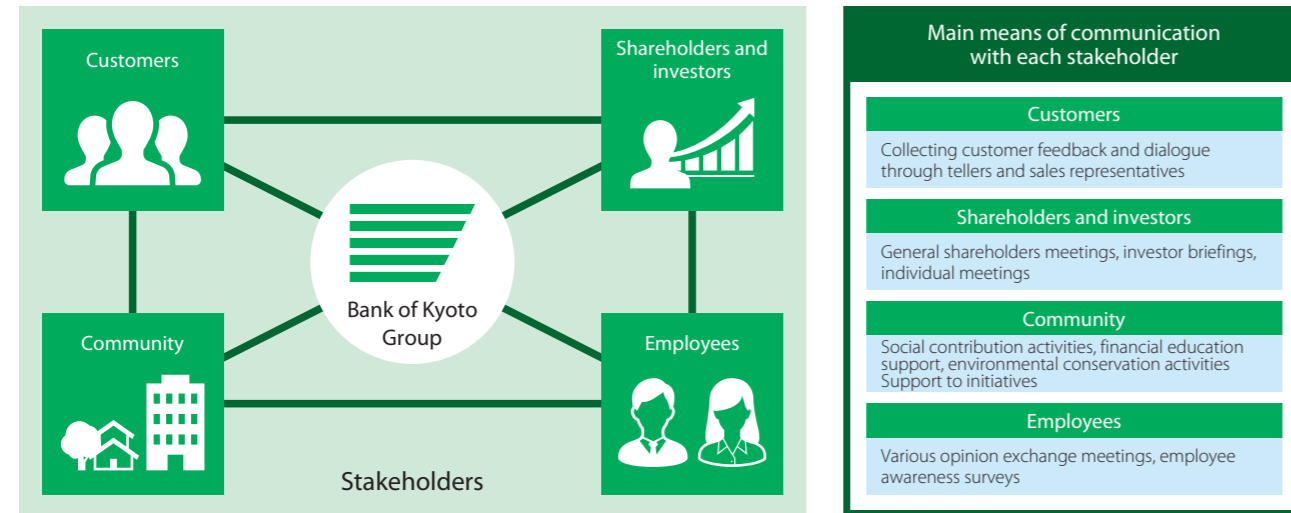 Customers
Shareholders and
investors
Bank of Kyoto
Group
Community
Employees
Stakeholders
Main means of communication
with each stakeholder
Customers
Collecting customer feedback and dialogue
through tellers and sales representatives
Shareholders and investors
General shareholders meetings, investor briefings,
individual meetings
Community
Social contribution activities, financial education
support, environmental conservation activities
Support to initiatives
Employees
Various opinion exchange meetings, employee
awareness surveys